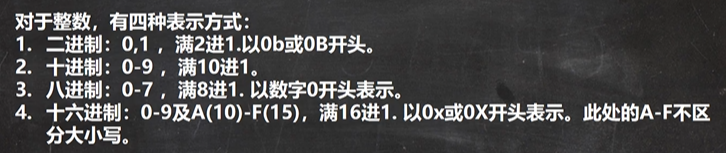 对于整数，有四种表示方式：
1. 二进制：0,1 ，满2进1.以0b或0B开头。
2. 十进制：0-9 ，满10进1。
3. 八进制：0-7 ，满8进1. 以数字0开头表示。
4. 十六进制：0-9及A(10)-F(15)，满16进1. 以0x或0X开头表示。此处的A-F不区
分大小写。